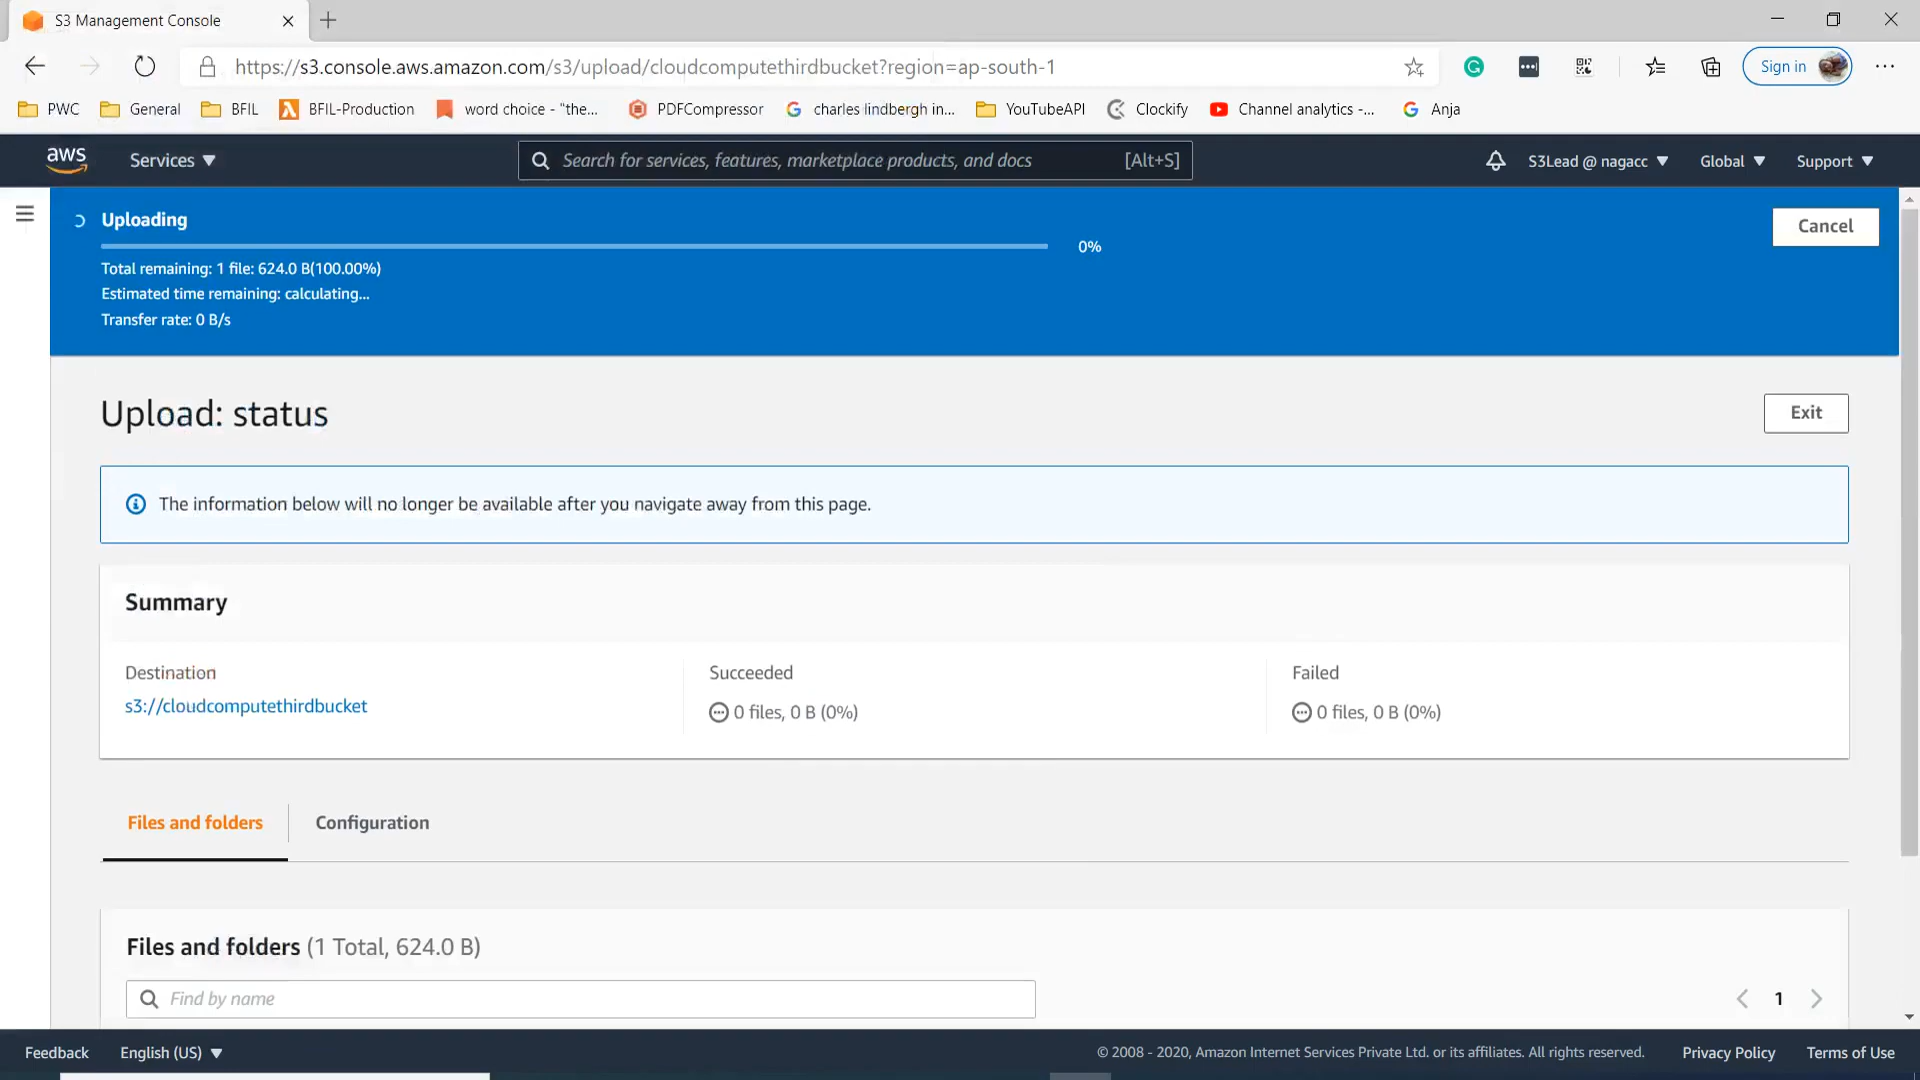 S3 Management Console
https://s3.console.aws.amazon.com/s3/upload/cloudcomputethirdbucket?region=ap-south-1
Sign in
PWC General BFIL BFIL-Production word choice - "the... PDFCompressor charles lindbergh in... YouTubeAPI Clockify Channel analytics -... Anja
aws Services Search for services, features, marketplace products, and docs [Alt+S] S3Lead @ nagacc Global Support
Uploading
Cancel
0%
Total remaining: 1 file: 624.0 B(100.00%)
Estimated time remaining: calculating...
Transfer rate: 0 B/s
Upload: status
Exit
The information below will no longer be available after you navigate away from this page.
Summary
Destination Succeeded Failed
s3://cloudcomputethirdbucket 0 files, 0 B (0%) 0 files, 0 B (0%)
Files and folders Configuration
Files and folders (1 Total, 624.0 B)
Find by name 1
Feedback English (US) © 2008 - 2020, Amazon Internet Services Private Ltd. or its affiliates. All rights reserved. Privacy Policy Terms of Use